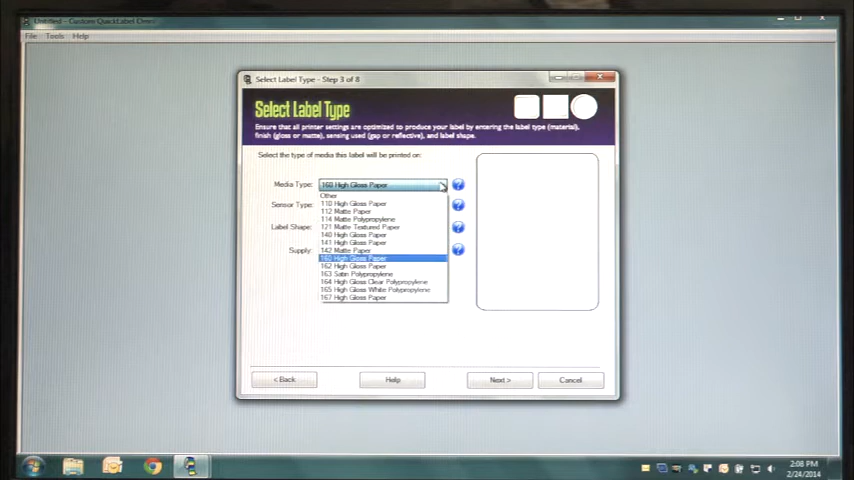 Untitled - Custom QuickLabel Omni
File Tools Help
Select Label Type - Step 3 of 8
Select Label Type
Ensure that all printer settings are optimized to produce your label by entering the label type (material),
finish (gloss or matte), sensing used (gap or reflective), and label shape.
Select the type of media this label will be printed on:
Media Type: 160 High Gloss Paper
Other
Sensor Type:
110 High Gloss Paper
112 Matte Paper
114 Matte Polypropylene
Label Shape:
121 Matte Textured Paper
140 High Gloss Paper
141 High Gloss Paper
Supply:
142 Matte Paper
160 High Gloss Paper
162 High Gloss Paper
163 Satin Polypropylene
164 High Gloss Clear Polypropylene
165 High Gloss White Polypropylene
167 High Gloss Paper
< Back Help Next > Cancel
2:08 PM
2/24/2014